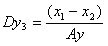 Dy₃ = (x₁ − x₂) / Ay